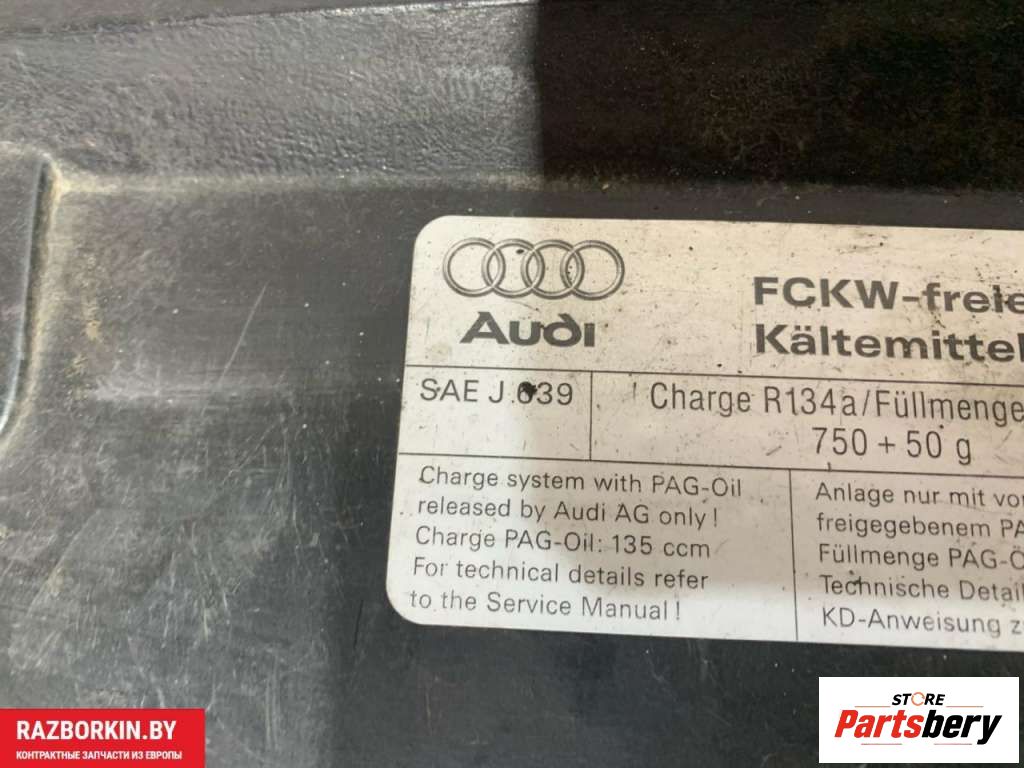 Audi
FCKW-freie
Kältemittel
SAE J 639
Charge R134a/Füllmenge
750 + 50 g
Charge system with PAG-Oil
released by Audi AG only!
Charge PAG-Oil: 135 ccm
For technical details refer
to the Service Manual!
Anlage nur mit vo
freigegebenem PA
Füllmenge PAG-Ö
Technische Detail
KD-Anweisung z
RAZBORKIN.BY
КОНТРАКТНЫЕ ЗАПЧАСТИ ИЗ ЕВРОПЫ
STORE
Partsbery